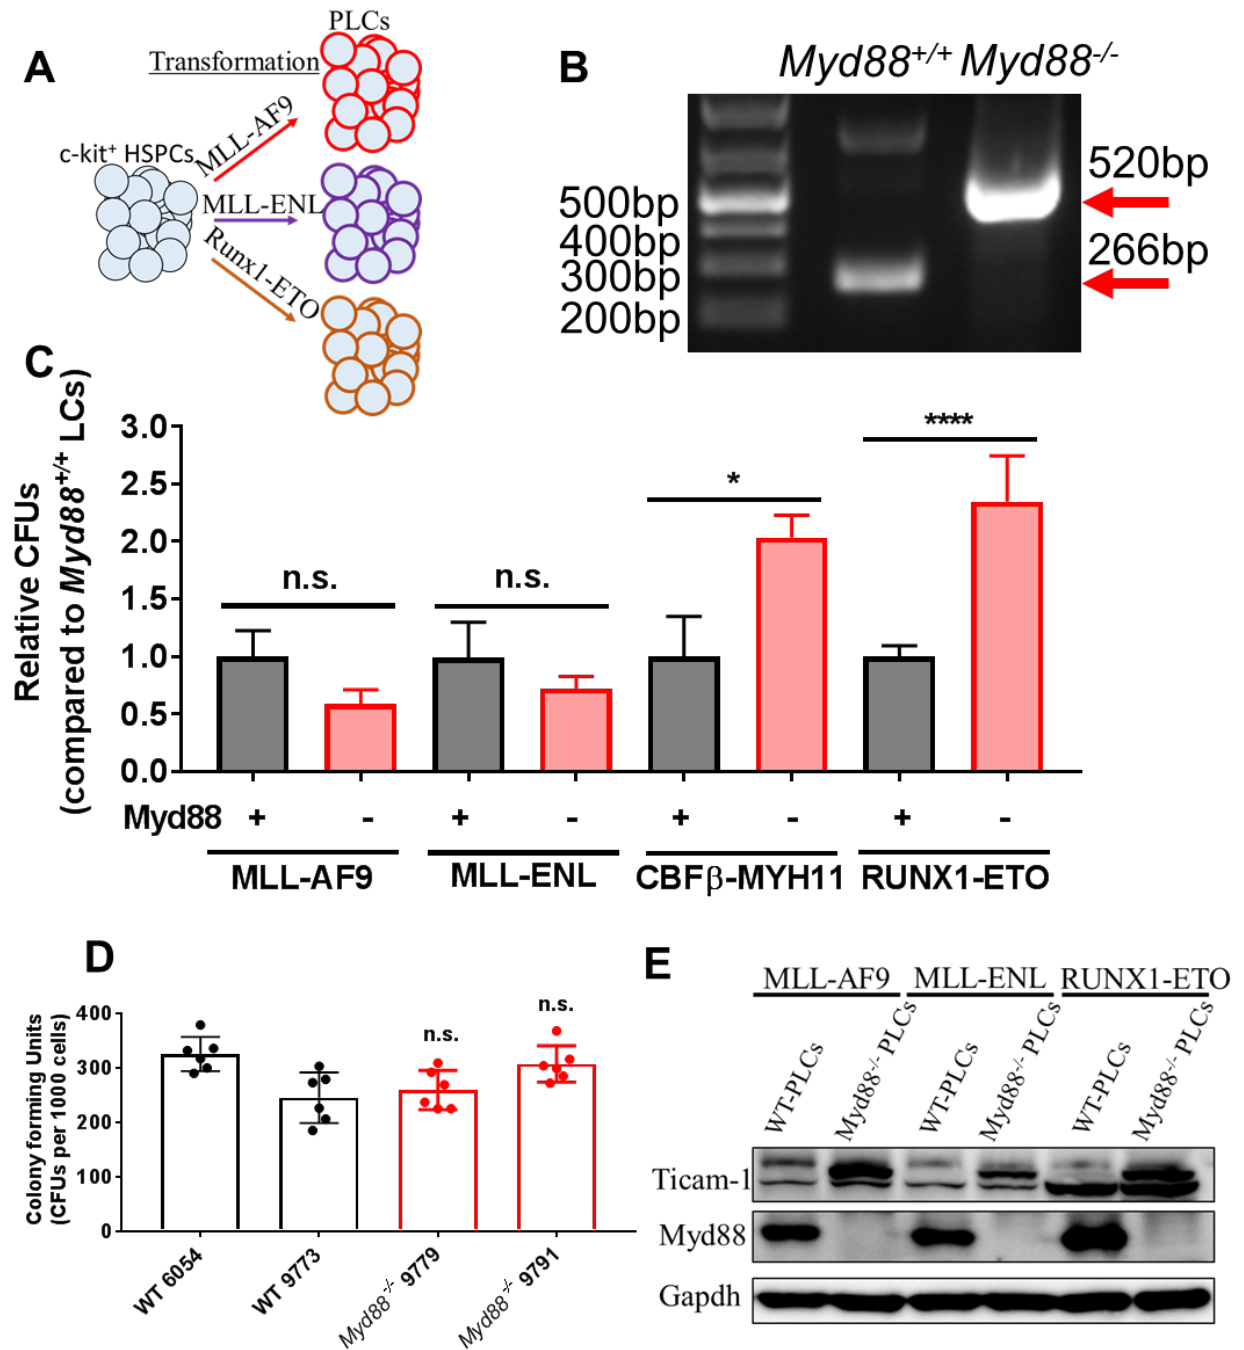 A
PLCs
Transformation
c-kit⁺ HSPCs
MLL-AF9
MLL-ENL
Runx1-ETO
B
Myd88+/+ Myd88-/-
500bp
400bp
300bp
200bp
520bp
266bp
C
Relative CFUs
(compared to Myd88+/+ LCs)
3.0
2.5
2.0
1.5
1.0
0.5
0.0
n.s.
n.s.
*
****
Myd88 + - + - + - + -
MLL-AF9 MLL-ENL CBFβ-MYH11 RUNX1-ETO
D
Colony forming Units
(CFUs per 1000 cells)
400
300
200
100
0
n.s.
n.s.
WT 6054
WT 9773
Myd88-/- 9779
Myd88-/- 9791
E
MLL-AF9 MLL-ENL RUNX1-ETO
WT-PLCs
Myd88-/- PLCs
WT-PLCs
Myd88-/- PLCs
WT-PLCs
Myd88-/- PLCs
Ticam-1
Myd88
Gapdh